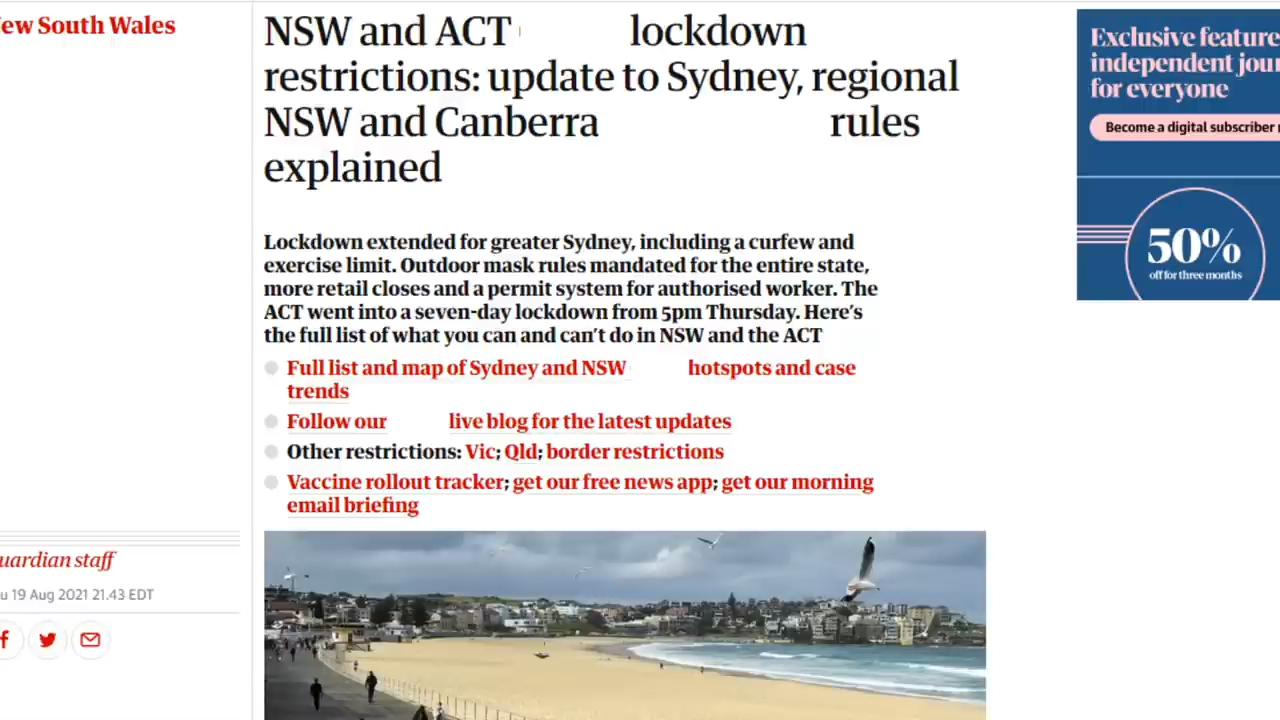 ew South Wales
NSW and ACT lockdown
restrictions: update to Sydney, regional
NSW and Canberra rules
explained
Lockdown extended for greater Sydney, including a curfew and
exercise limit. Outdoor mask rules mandated for the entire state,
more retail closes and a permit system for authorised worker. The
ACT went into a seven-day lockdown from 5pm Thursday. Here's
the full list of what you can and can't do in NSW and the ACT
Full list and map of Sydney and NSW hotspots and case
trends
Follow our live blog for the latest updates
Other restrictions: Vic; Qld; border restrictions
Vaccine rollout tracker; get our free news app; get our morning
email briefing
uardian staff
u 19 Aug 2021 21.43 EDT
Exclusive feature
independent jour
for everyone
Become a digital subscriber
50%
off for three months